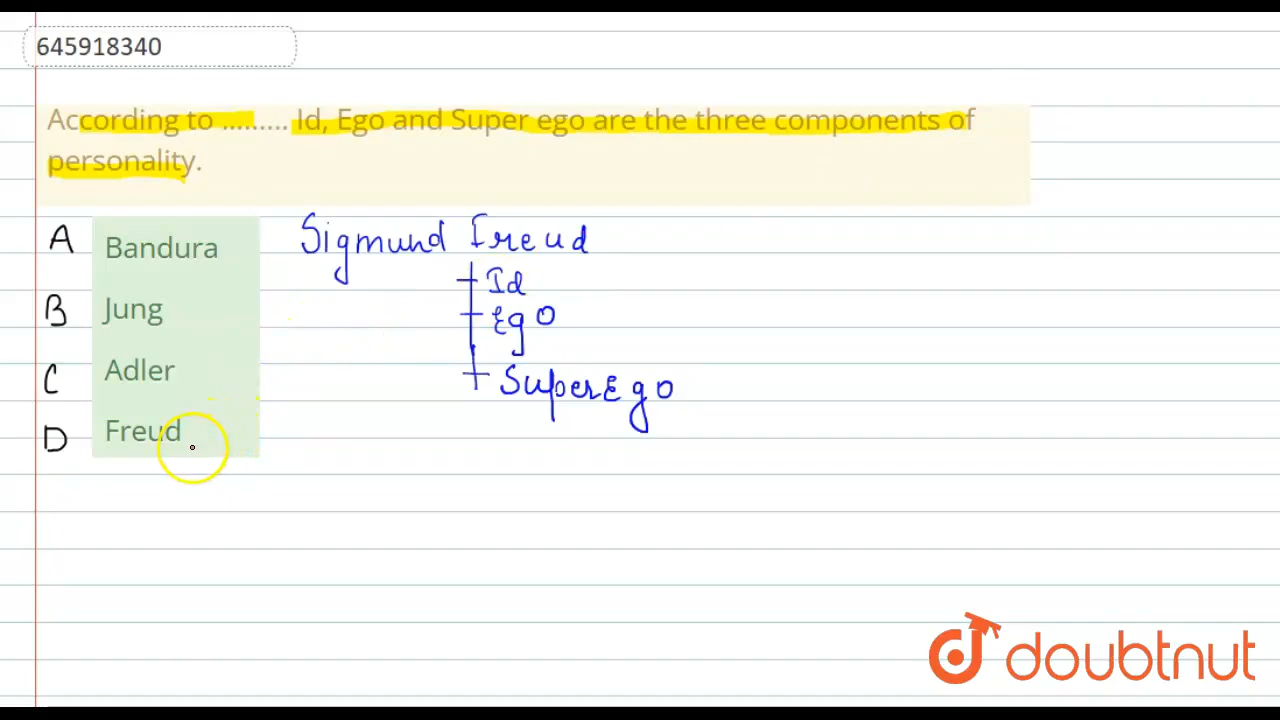 645918340
According to ......... Id, Ego and Super ego are the three components of
personality.
A Bandura
Sigmund Freud
Id
B Jung
Ego
C Adler
SuperEgo
D Freud
doubtnut